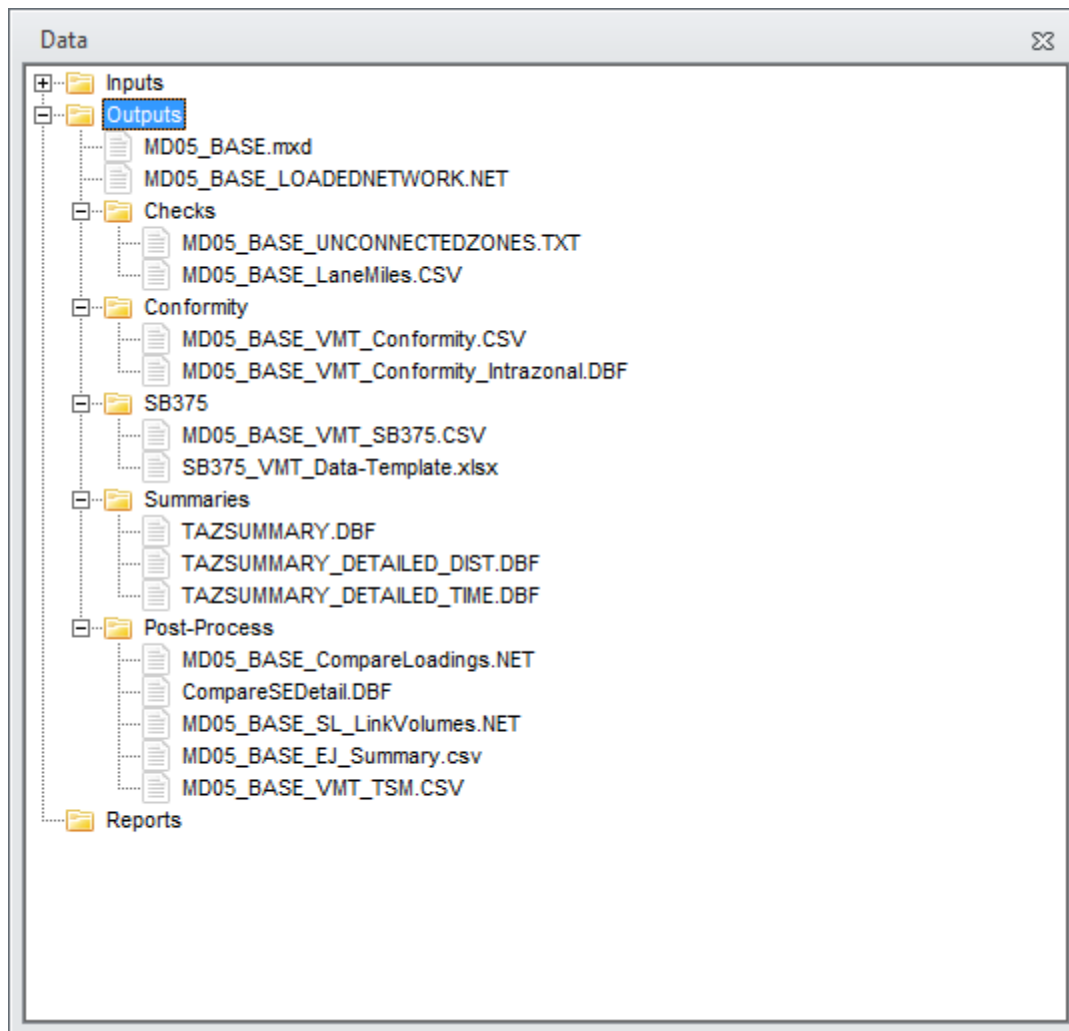 Data
Inputs
Outputs
MD05_BASE.mxd
MD05_BASE_LOADEDNETWORK.NET
Checks
MD05_BASE_UNCONNECTEDZONES.TXT
MD05_BASE_LaneMiles.CSV
Conformity
MD05_BASE_VMT_Conformity.CSV
MD05_BASE_VMT_Conformity_Intrazonal.DBF
SB375
MD05_BASE_VMT_SB375.CSV
SB375_VMT_Data-Template.xlsx
Summaries
TAZSUMMARY.DBF
TAZSUMMARY_DETAILED_DIST.DBF
TAZSUMMARY_DETAILED_TIME.DBF
Post-Process
MD05_BASE_CompareLoadings.NET
CompareSEDetail.DBF
MD05_BASE_SL_LinkVolumes.NET
MD05_BASE_EJ_Summary.csv
MD05_BASE_VMT_TSM.CSV
Reports